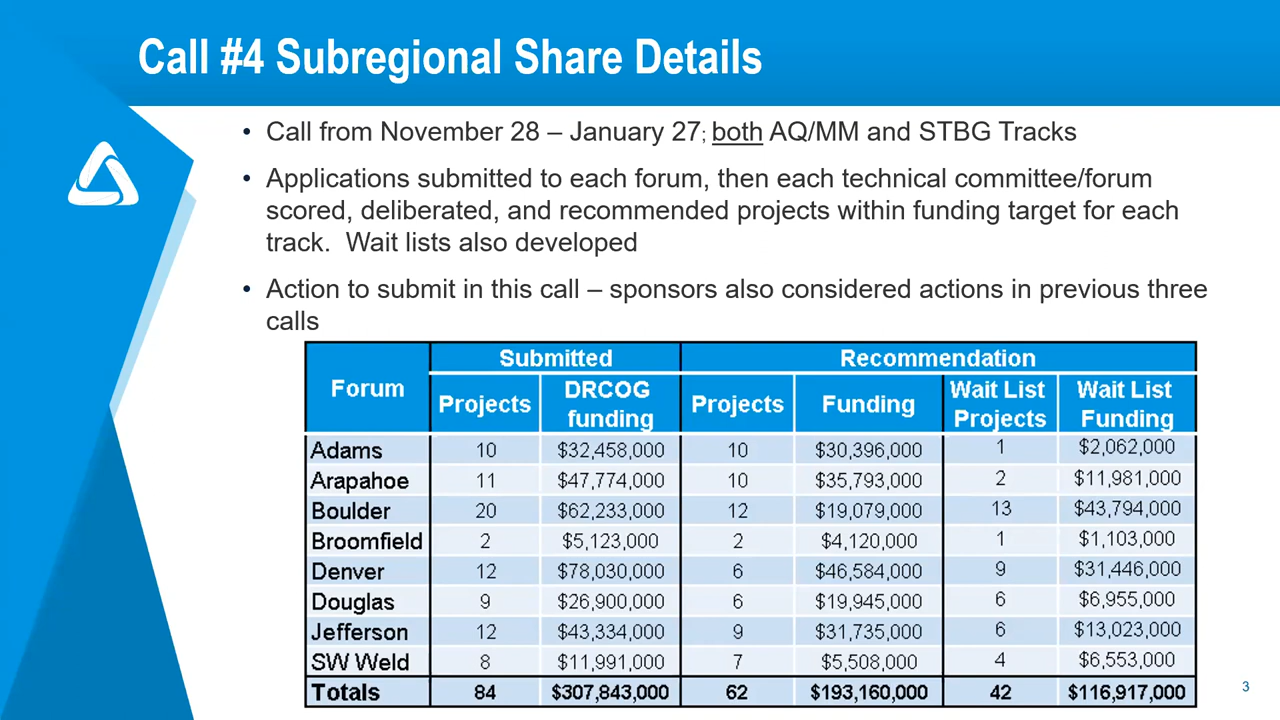 Call #4 Subregional Share Details
• Call from November 28 – January 27; both AQ/MM and STBG Tracks
• Applications submitted to each forum, then each technical committee/forum
scored, deliberated, and recommended projects within funding target for each
track.  Wait lists also developed
• Action to submit in this call – sponsors also considered actions in previous three
calls
Forum Submitted Recommendation
Projects DRCOG funding Projects Funding Wait List Projects Wait List Funding
Adams 10 $32,458,000 10 $30,396,000 1 $2,062,000
Arapahoe 11 $47,774,000 10 $35,793,000 2 $11,981,000
Boulder 20 $62,233,000 12 $19,079,000 13 $43,794,000
Broomfield 2 $5,123,000 2 $4,120,000 1 $1,103,000
Denver 12 $78,030,000 6 $46,584,000 9 $31,446,000
Douglas 9 $26,900,000 6 $19,945,000 6 $6,955,000
Jefferson 12 $43,334,000 9 $31,735,000 6 $13,023,000
SW Weld 8 $11,991,000 7 $5,508,000 4 $6,553,000
Totals 84 $307,843,000 62 $193,160,000 42 $116,917,000
3